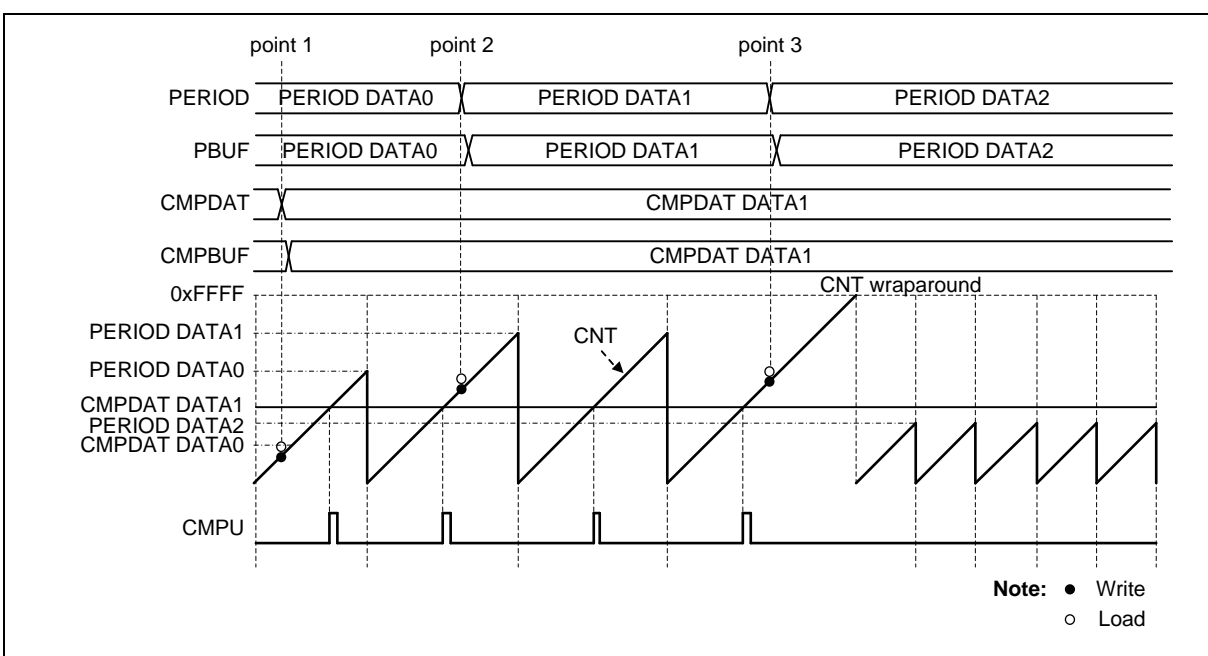 point 1 point 2 point 3
PERIOD PERIOD DATA0 PERIOD DATA1 PERIOD DATA2
PBUF PERIOD DATA0 PERIOD DATA1 PERIOD DATA2
CMPDAT CMPDAT DATA1
CMPBUF CMPDAT DATA1
0xFFFF CNT wraparound
PERIOD DATA1 CNT
PERIOD DATA0
CMPDAT DATA1
PERIOD DATA2
CMPDAT DATA0
CMPU
Note: Write
Load